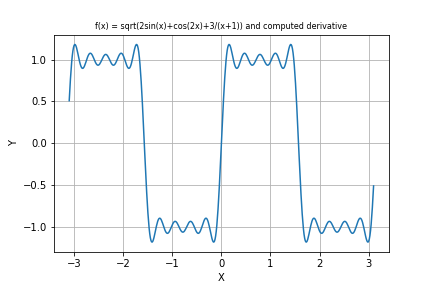 f(x) = sqrt(2sin(x)+cos(2x)+3/(x+1)) and computed derivative
1.0
0.5
0.0
−0.5
−1.0
Y
−3 −2 −1 0 1 2 3
X